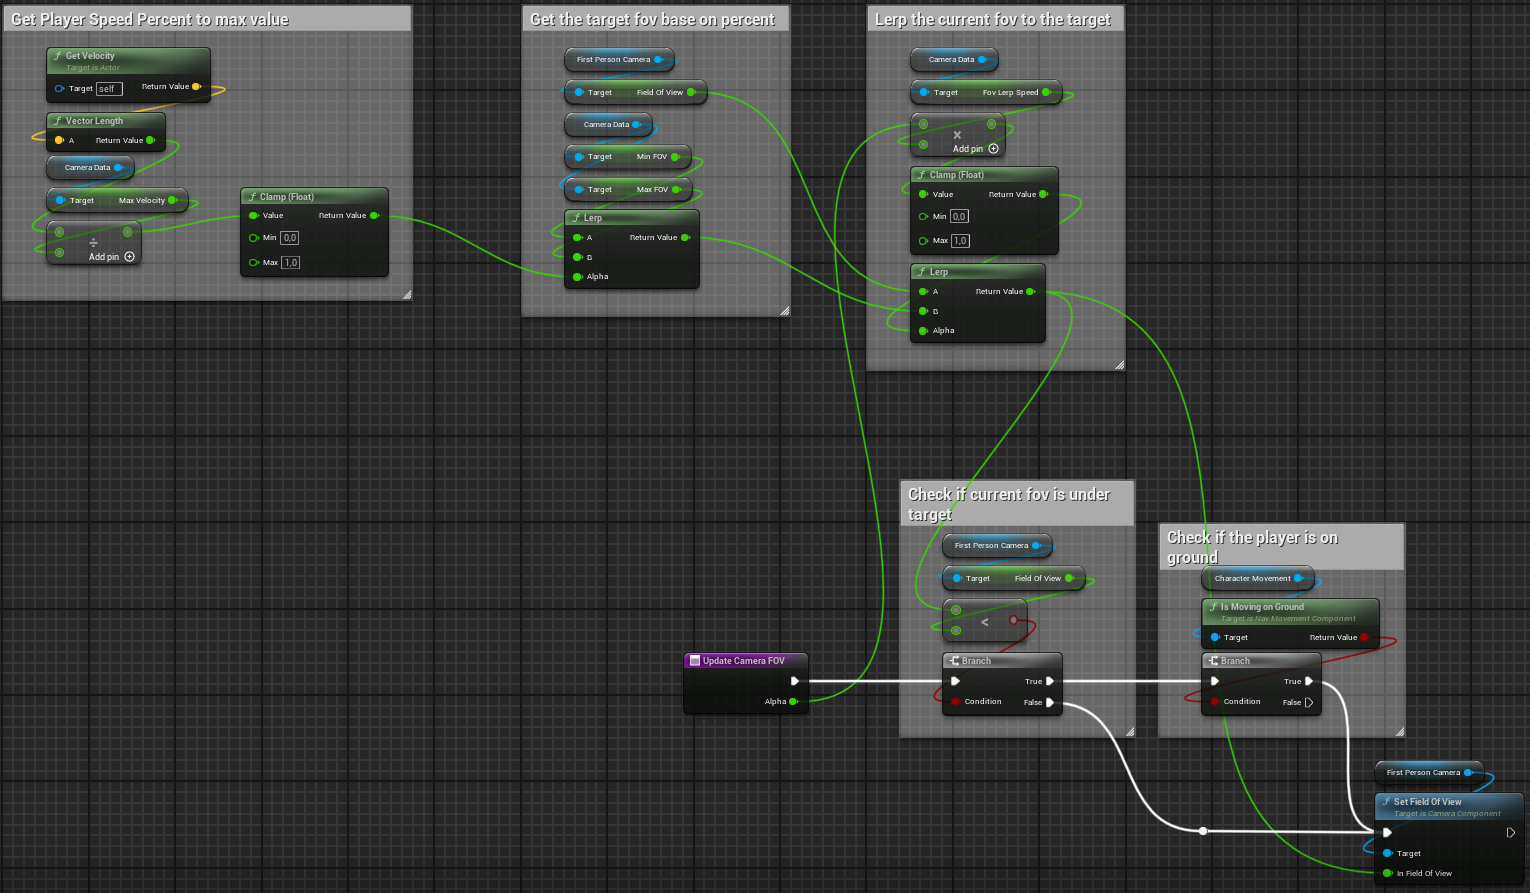 Get Player Speed Percent to max value
Get Velocity
Target is Actor
Target self
Return Value
Vector Length
A
Return Value
Camera Data
Target
Max Velocity
÷
Add pin
Clamp (Float)
Value
Return Value
Min 0,0
Max 1,0
Get the target fov base on percent
First Person Camera
Target
Field Of View
Camera Data
Target
Min FOV
Target
Max FOV
Lerp
A
Return Value
B
Alpha
Lerp the current fov to the target
Camera Data
Target
Fov Lerp Speed
×
Add pin
Clamp (Float)
Value
Return Value
Min 0,0
Max 1,0
Lerp
A
Return Value
B
Alpha
Update Camera FOV
Alpha
Check if current fov is under
target
First Person Camera
Target
Field Of View
<
Branch
True
Condition
False
Check if the player is on
ground
Character Movement
Is Moving on Ground
Target is Nav Movement Component
Target
Return Value
Branch
True
Condition
False
First Person Camera
Set Field Of View
Target is Camera Component
Target
In Field Of View